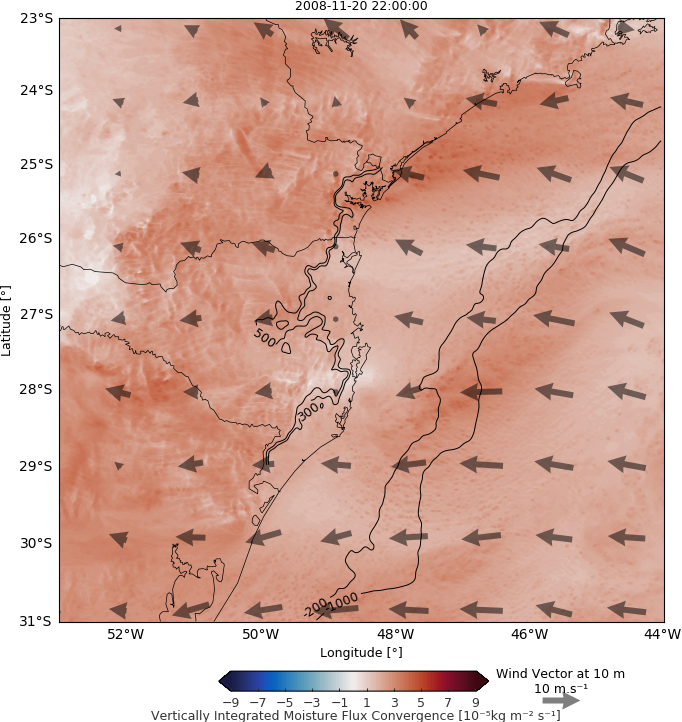 2008-11-20 22:00:00
23°S
24°S
25°S
26°S
27°S
28°S
29°S
30°S
31°S
Latitude [°]
500
300
-200
-1000
52°W 50°W 48°W 46°W 44°W
Longitude [°]
Wind Vector at 10 m
10 m.s⁻¹
−9 −7 −5 −3 −1 1 3 5 7 9
Vertically Integrated Moisture Flux Convergence [10⁻⁵kg m⁻² s⁻¹]